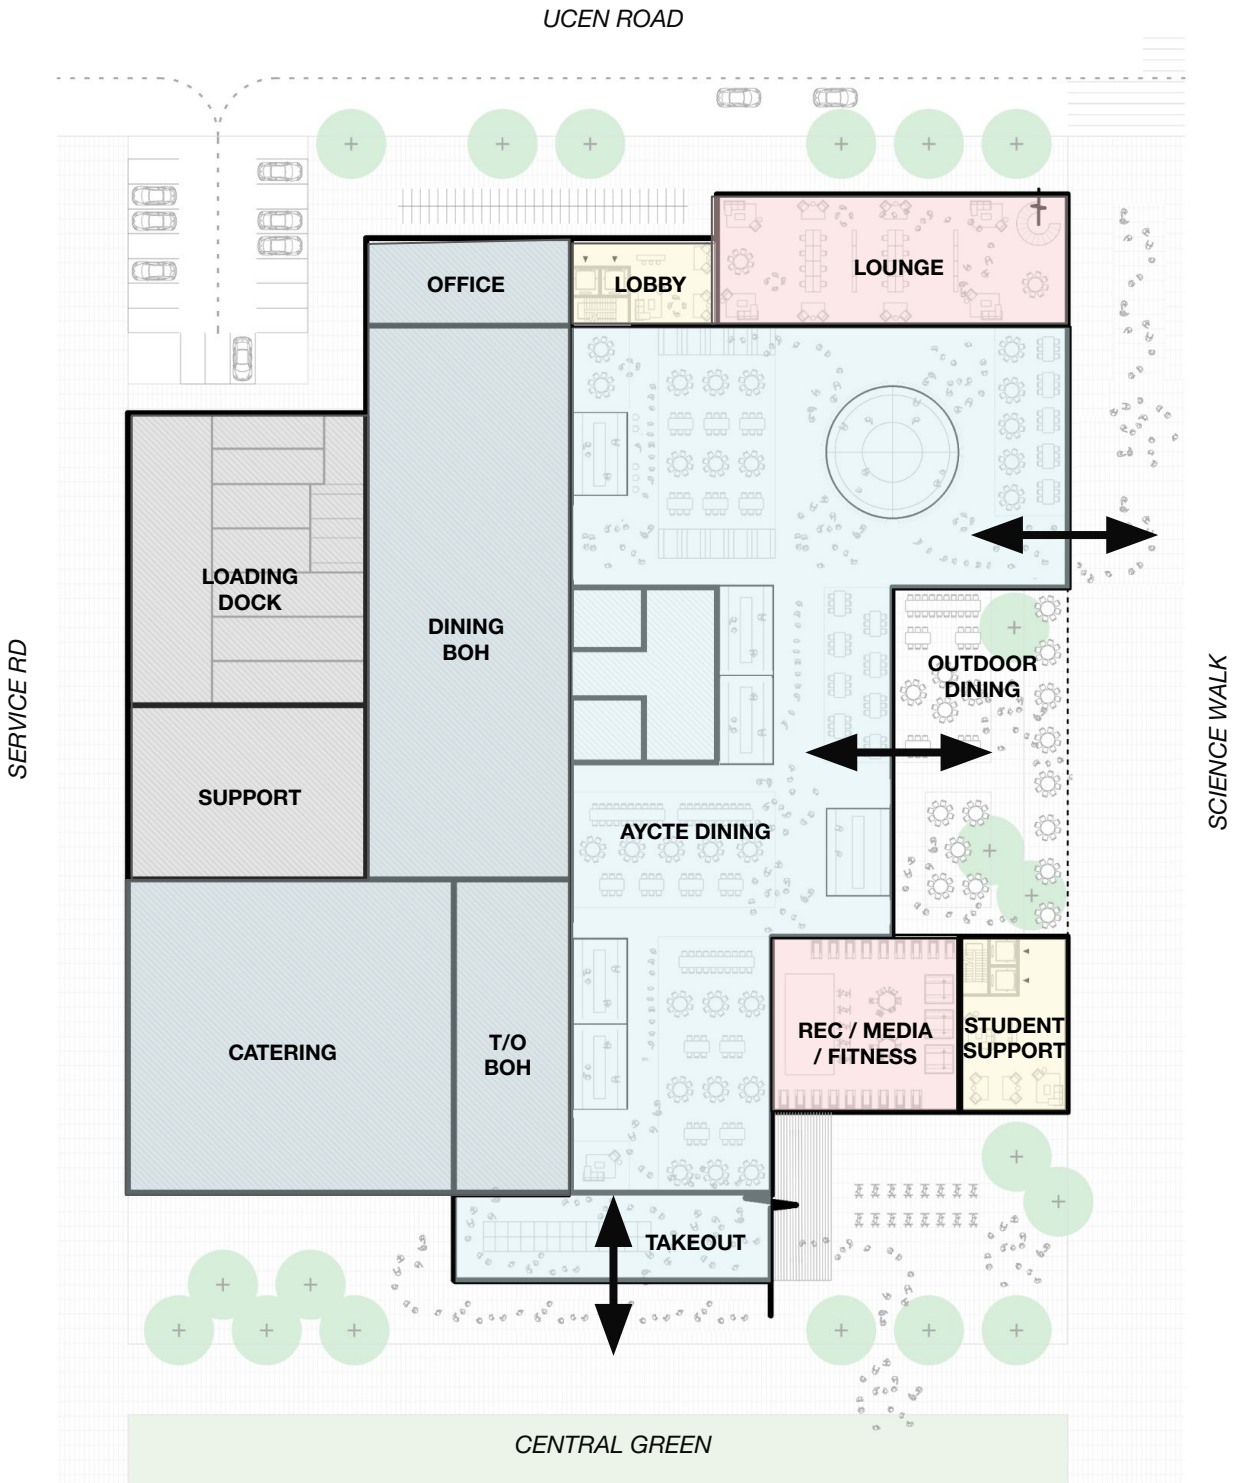 UCEN ROAD
OFFICE
LOBBY
LOUNGE
LOADING
DOCK
DINING
BOH
OUTDOOR
DINING
SERVICE RD
SCIENCE WALK
SUPPORT
AYCTE DINING
CATERING
T/O
BOH
REC / MEDIA
/ FITNESS
STUDENT
SUPPORT
TAKEOUT
CENTRAL GREEN